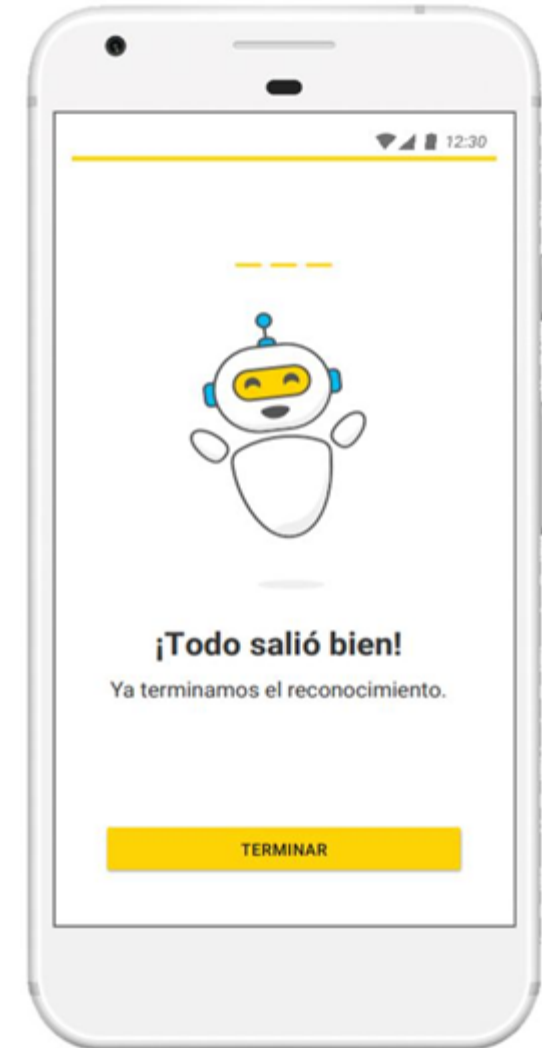 12:30
¡Todo salió bien!
Ya terminamos el reconocimiento.
TERMINAR